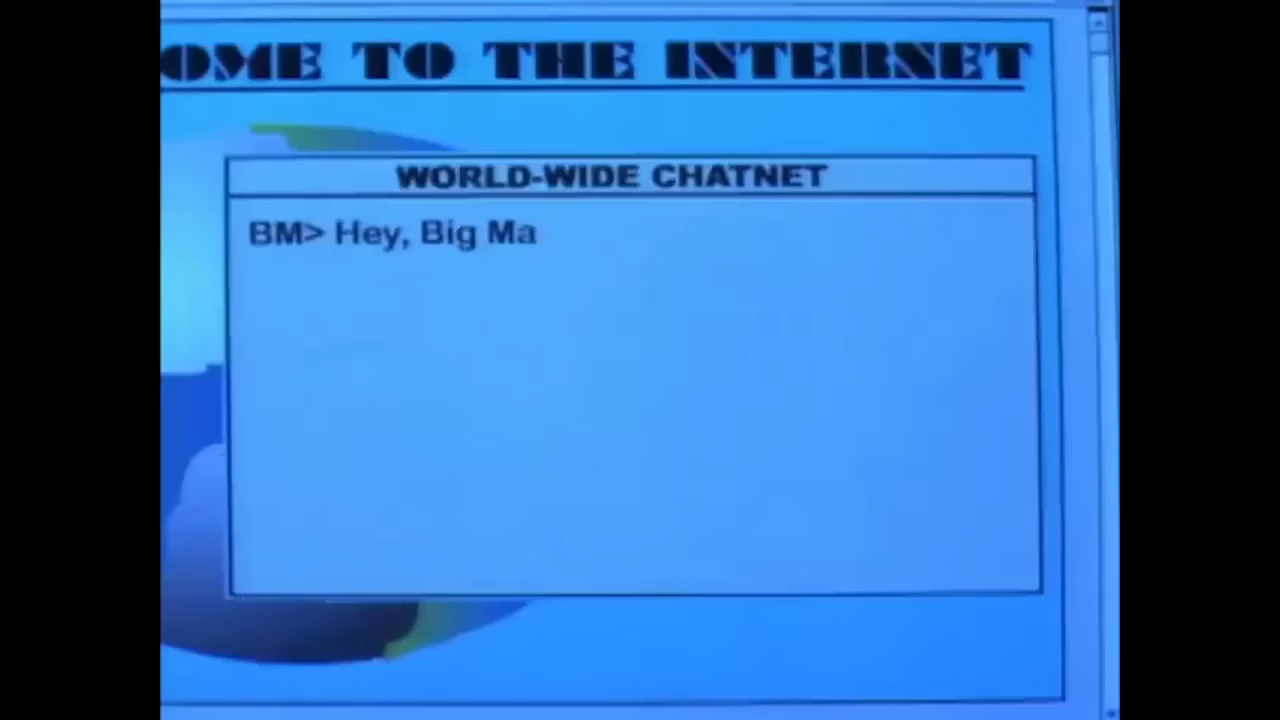 OME TO THE INTERNET
WORLD-WIDE CHATNET
BM> Hey, Big Ma